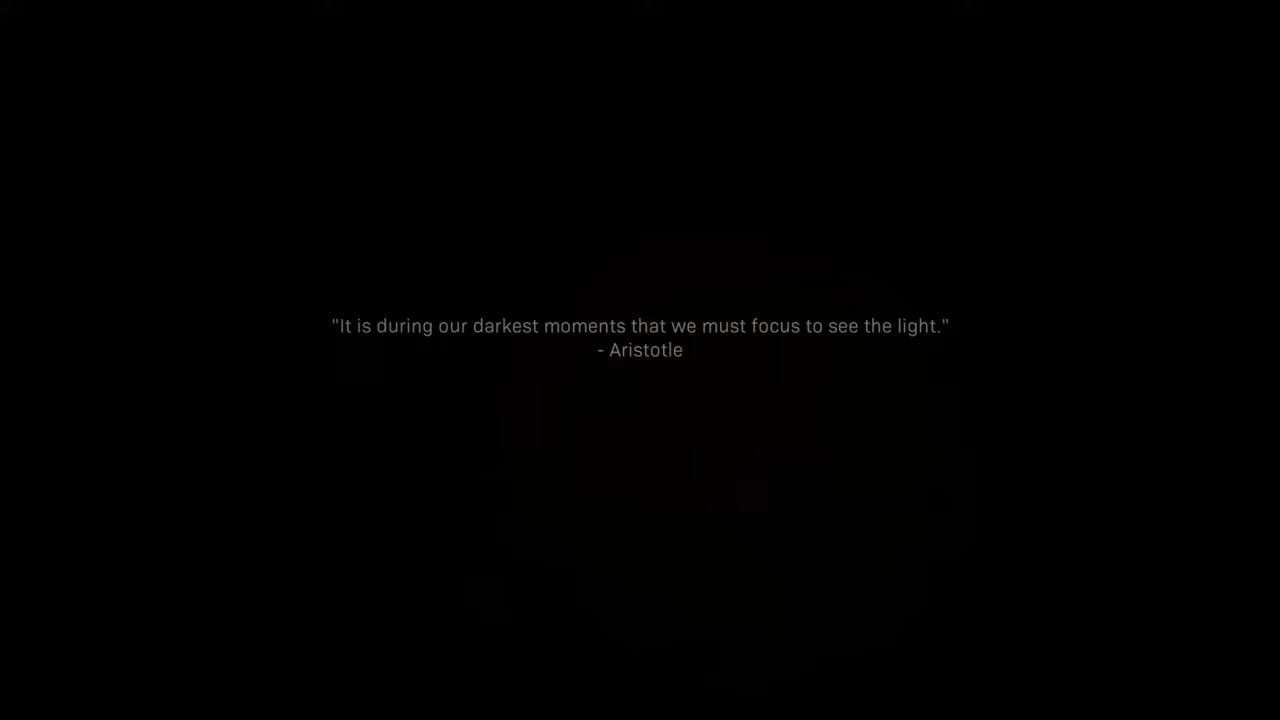 "It is during our darkest moments that we must focus to see the light."
- Aristotle